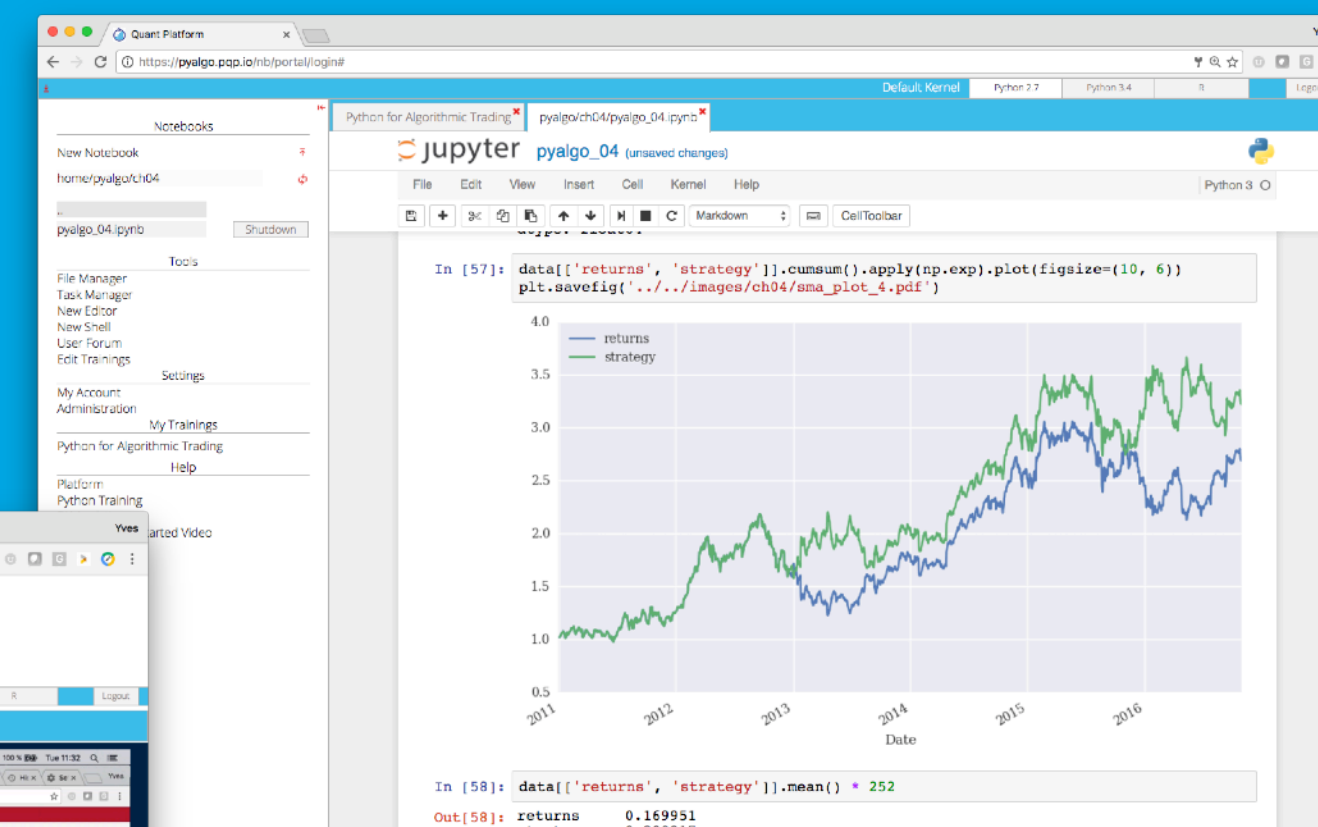 Quant Platform
https://pyalgo.pqp.io/nb/portal/login#
Default Kernel Python 2.7 Python 3.4 R
Notebooks
New Notebook
home/pyalgo/ch04
..
pyalgo_04.ipynb Shutdown
Tools
File Manager
Task Manager
New Editor
New Shell
User Forum
Edit Trainings
Settings
My Account
Administration
My Trainings
Python for Algorithmic Trading
Help
Platform
Python Training
arted Video
Python for Algorithmic Trading pyalgo/ch04/pyalgo_04.ipynb
jupyter pyalgo_04 (unsaved changes)
File Edit View Insert Cell Kernel Help Python 3
Markdown CellToolbar
In [57]: data[['returns', 'strategy']].cumsum().apply(np.exp).plot(figsize=(10, 6))
plt.savefig('../../images/ch04/sma_plot_4.pdf')
returns
strategy
4.0
3.5
3.0
2.5
2.0
1.5
1.0
0.5
2011 2012 2013 2014 2015 2016
Date
In [58]: data[['returns', 'strategy']].mean() * 252
Out[58]: returns 0.169951
Yves
R Logout
100 % Tue 11:32
Yves